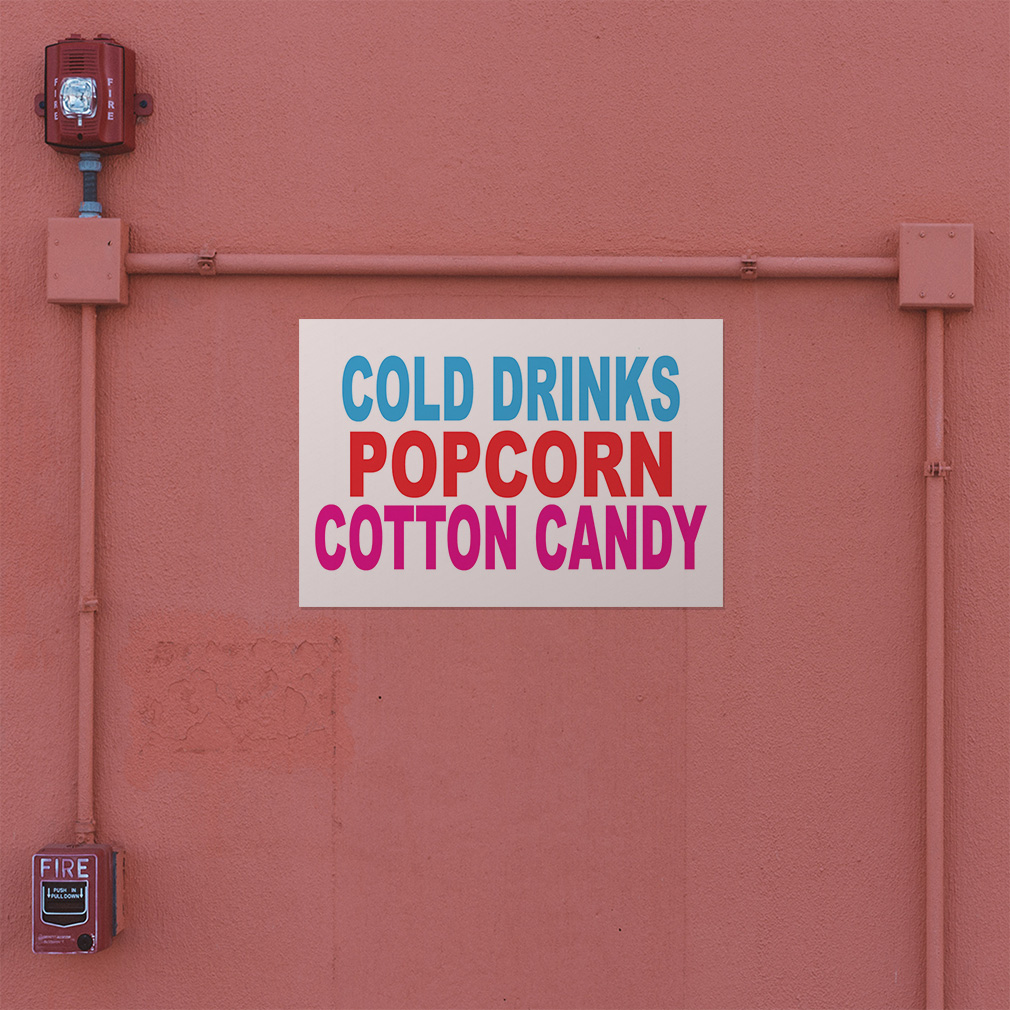 FIRE
FIRE
COLD DRINKS
POPCORN
COTTON CANDY
FIRE
PUSH IN
PULL DOWN